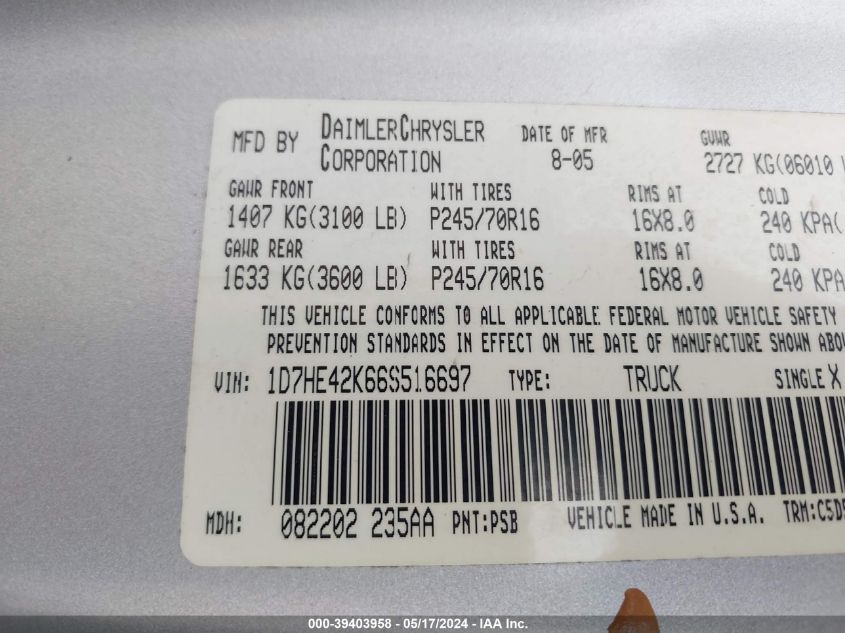 MFD BY DAIMLERCHRYSLER CORPORATION DATE OF MFR 8-05 GVWR 2727 KG(06010
GAWR FRONT WITH TIRES RIMS AT COLD
1407 KG(3100 LB) P245/70R16 16X8.0 240 KPA(
GAWR REAR WITH TIRES RIMS AT COLD
1633 KG(3600 LB) P245/70R16 16X8.0 240 KPA
THIS VEHICLE CONFORMS TO ALL APPLICABLE FEDERAL MOTOR VEHICLE SAFETY
PREVENTION STANDARDS IN EFFECT ON THE DATE OF MANUFACTURE SHOWN ABOV
VIN: 1D7HE42K66S516697 TYPE: TRUCK SINGLE X
MDH: 082202 235AA PNT:PSB VEHICLE MADE IN U.S.A. TRM:C5D5
000-39403958 - 05/17/2024 - IAA Inc.